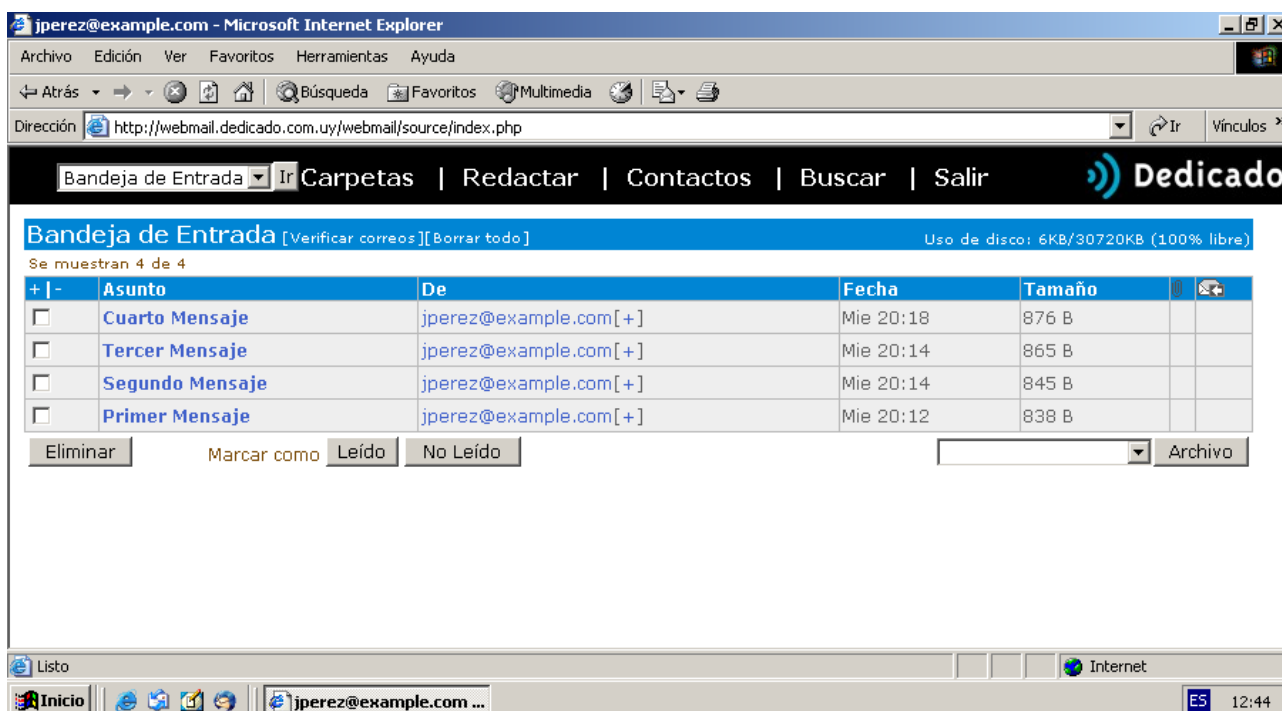 jperez@example.com - Microsoft Internet Explorer
Archivo Edición Ver Favoritos Herramientas Ayuda
Atrás Búsqueda Favoritos Multimedia
Dirección http://webmail.dedicado.com.uy/webmail/source/index.php Ir Vínculos »
Bandeja de Entrada Ir Carpetas | Redactar | Contactos | Buscar | Salir Dedicado
Bandeja de Entrada [Verificar correos][Borrar todo] Uso de disco: 6KB/30720KB (100% libre)
Se muestran 4 de 4
+|- Asunto De Fecha Tamaño
Cuarto Mensaje jperez@example.com[+] Mie 20:18 876 B
Tercer Mensaje jperez@example.com[+] Mie 20:14 865 B
Segundo Mensaje jperez@example.com[+] Mie 20:14 845 B
Primer Mensaje jperez@example.com[+] Mie 20:12 838 B
Eliminar Marcar como Leído No Leído Archivo
Listo Internet
Inicio jperez@example.com ... ES 12:44